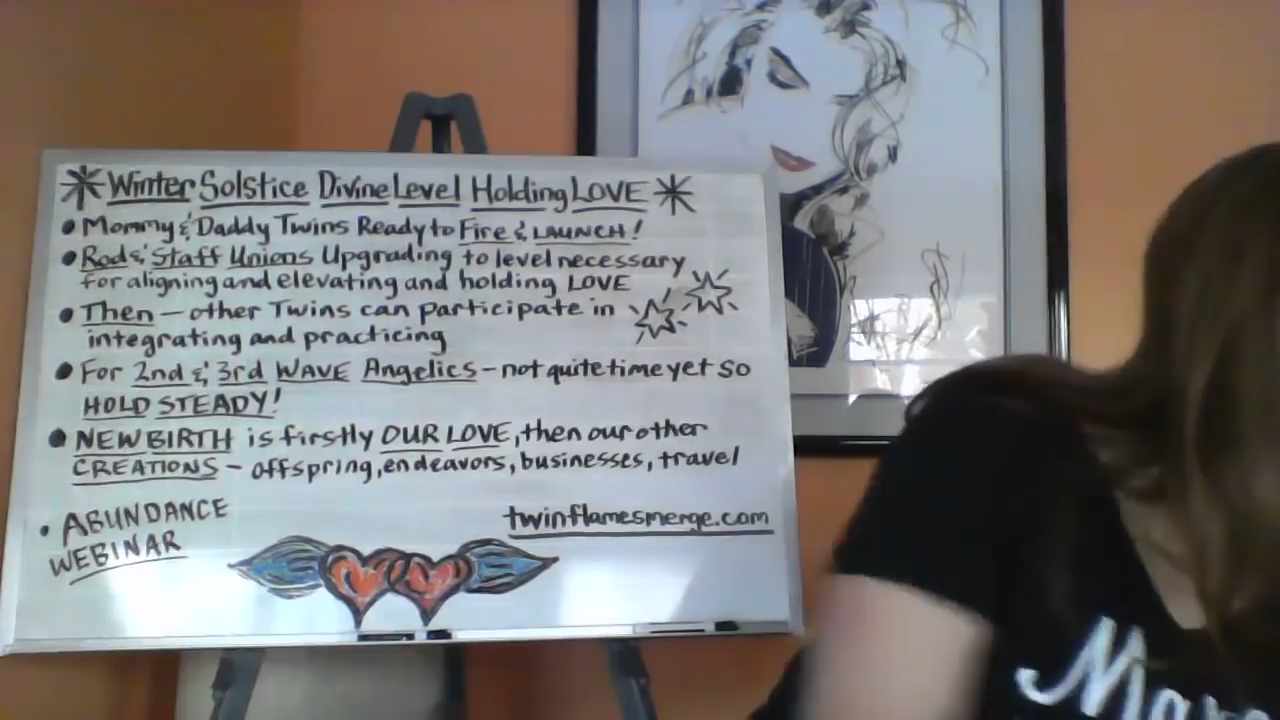 Winter Solstice Divine Level Holding LOVE
• Mommy & Daddy Twins Ready to Fire & LAUNCH!
• Rod & Staff Unions Upgrading to level necessary
for aligning and elevating and holding LOVE
• Then – other Twins can participate in
integrating and practicing
• For 2nd & 3rd WAVE Angelics – not quite time yet so
HOLD STEADY!
• NEW BIRTH is firstly OUR LOVE, then our other
CREATIONS – offspring, endeavors, businesses, travel
• ABUNDANCE
WEBINAR
twinflamesmerge.com